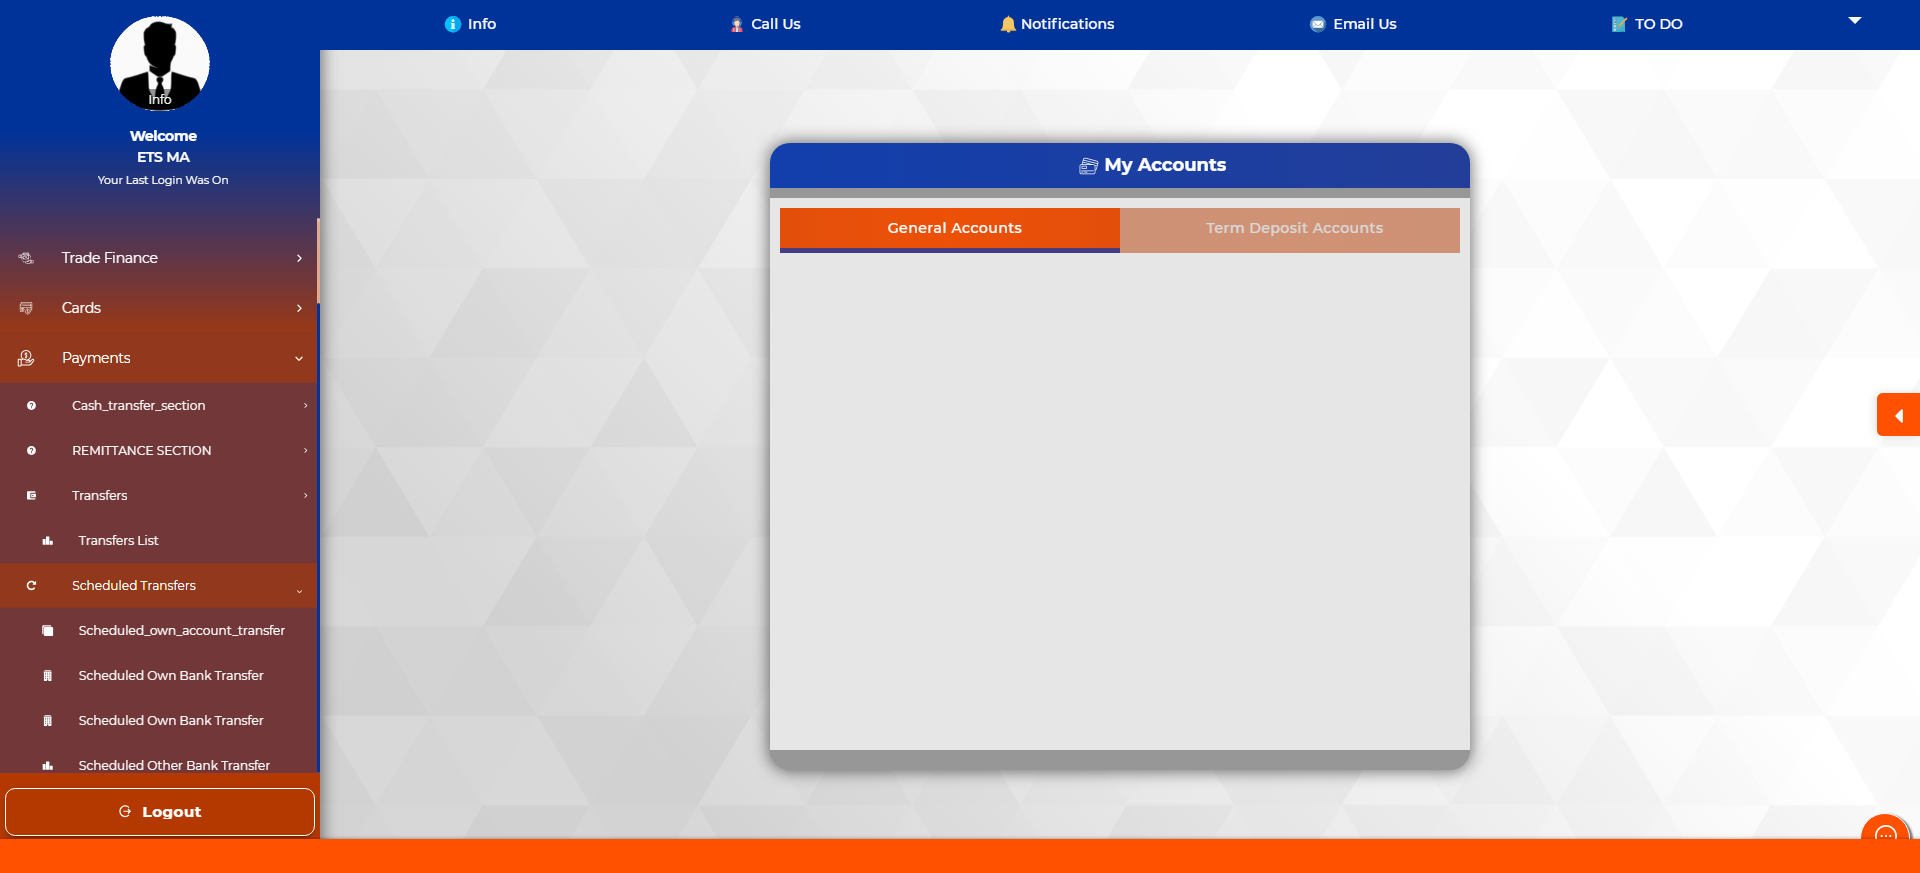 Info
Call Us
Notifications
Email Us
TO DO
Info
Welcome
ETS MA
Your Last Login Was On
Trade Finance
Cards
Payments
Cash_transfer_section
REMITTANCE SECTION
Transfers
Transfers List
Scheduled Transfers
Scheduled_own_account_transfer
Scheduled Own Bank Transfer
Scheduled Own Bank Transfer
Scheduled Other Bank Transfer
Logout
My Accounts
General Accounts
Term Deposit Accounts